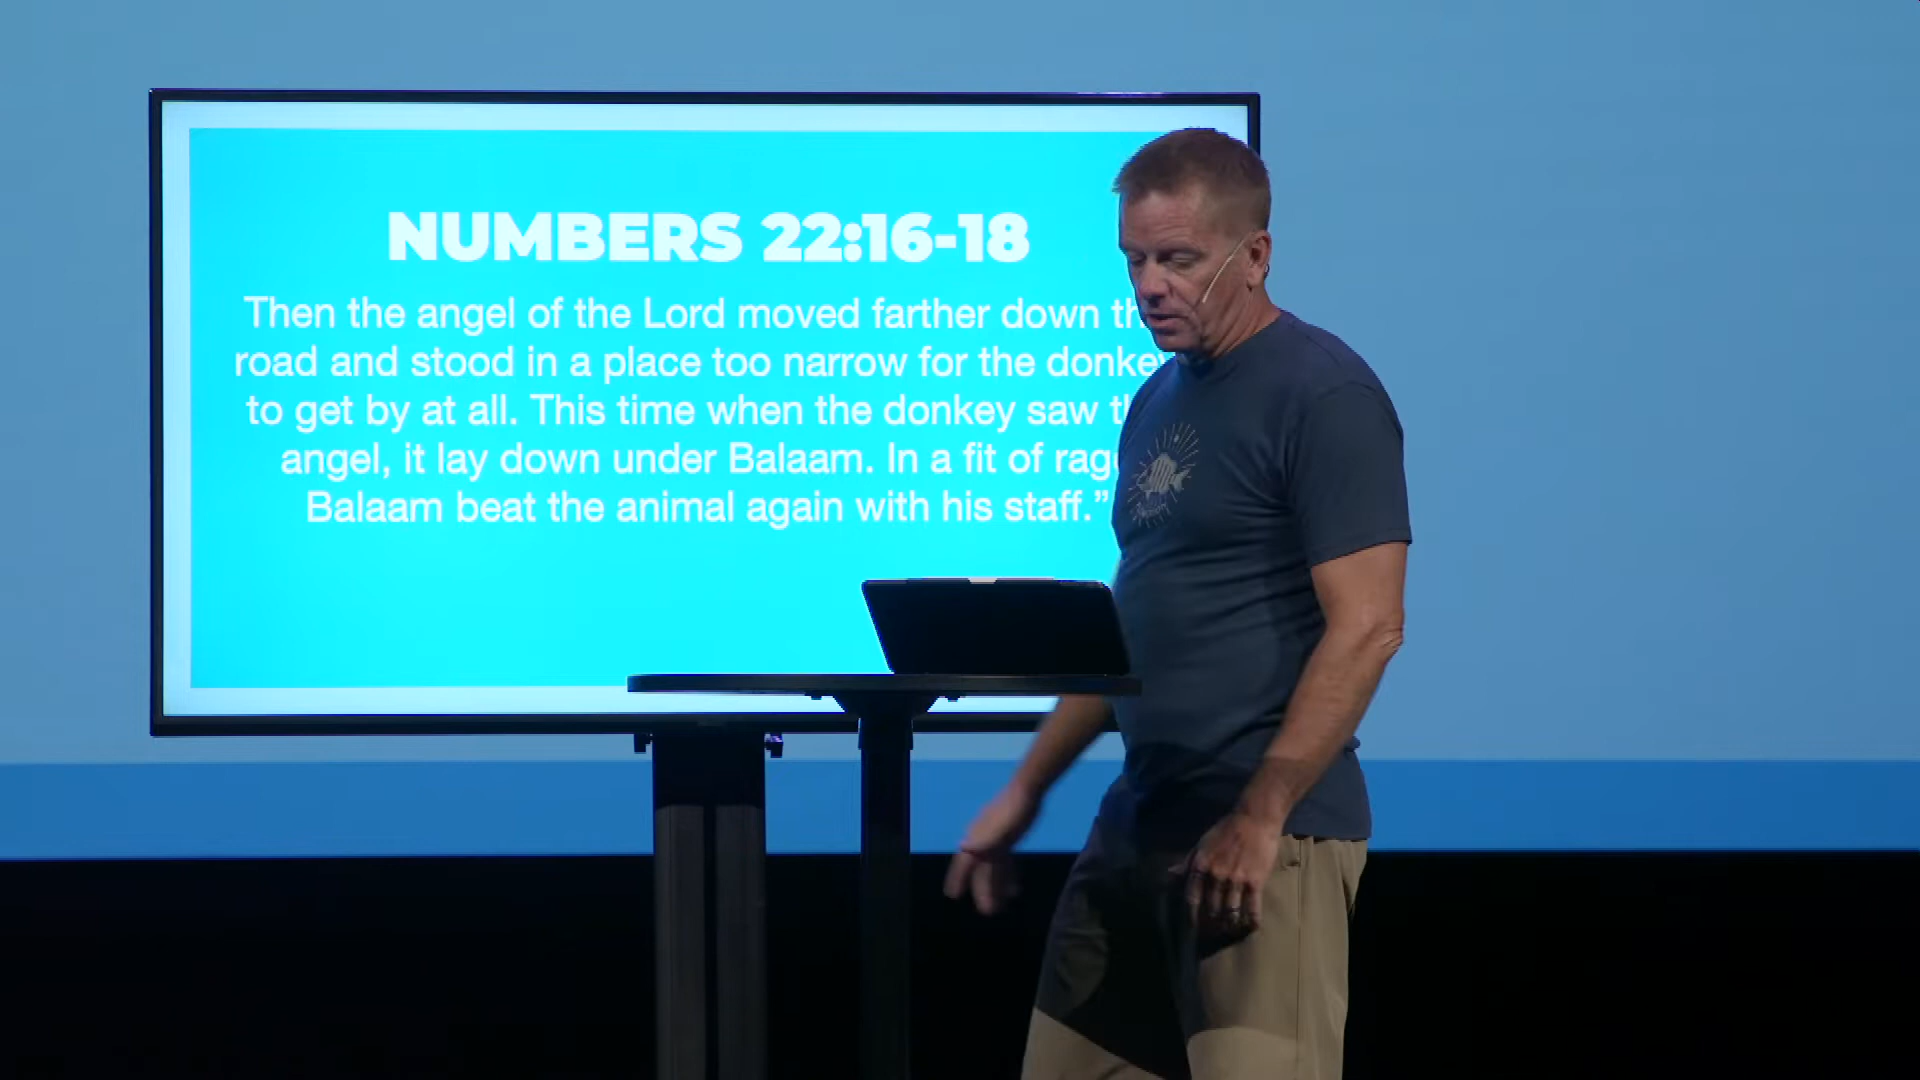 NUMBERS 22:16-18
Then the angel of the Lord moved farther down
road and stood in a place too narrow for the donkey
to get by at all. This time when the donkey saw
angel, it lay down under Balaam. In a fit of rage
Balaam beat the animal again with his staff.”